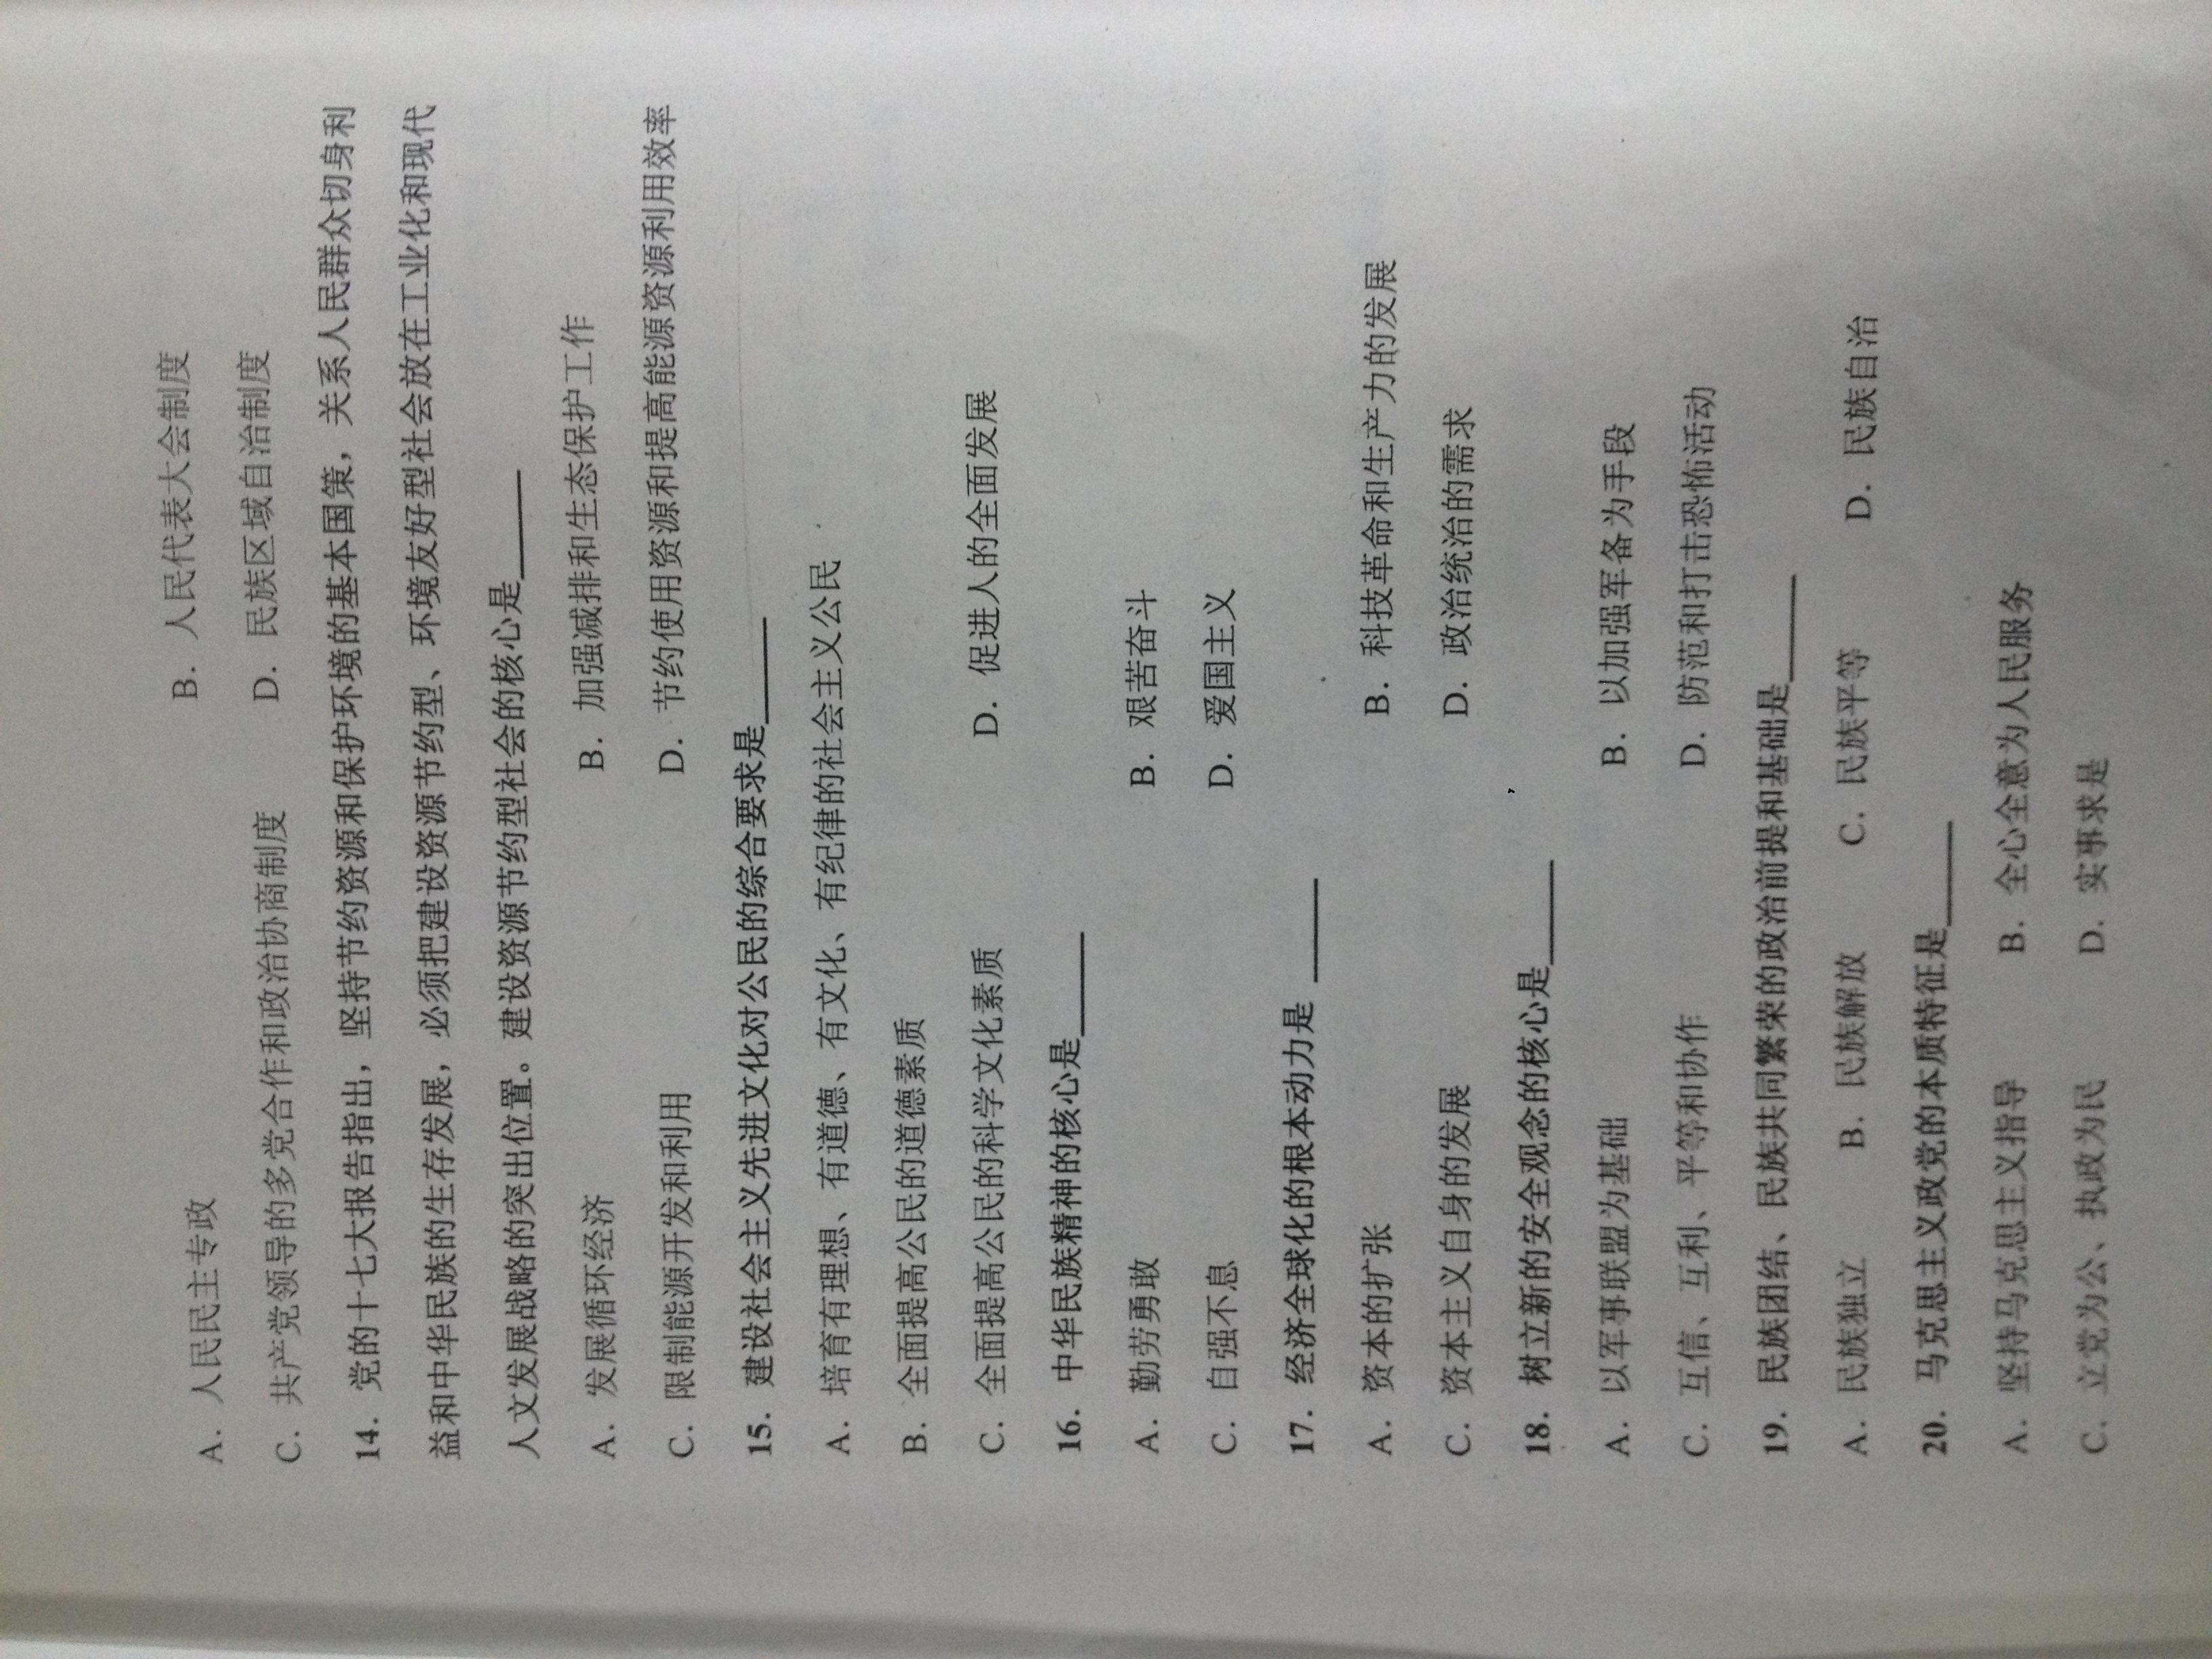 A．人民民主专政 B．人民代表大会制度
C．共产党领导的多党合作和政治协商制度 D．民族区域自治制度
14．党的十七大报告指出，坚持节约资源和保护环境的基本国策，关系人民群众切身利
益和中华民族的生存发展，必须把建设资源节约型、环境友好型社会放在工业化和现代
人文发展战略的突出位置。建设资源节约型社会的核心是______
A．发展循环经济 B．加强减排和生态保护工作
C．限制能源开发和利用 D．节约使用资源和提高能源资源利用效率
15．建设社会主义先进文化对公民的综合要求是______
A．培育有理想、有道德、有文化、有纪律的社会主义公民
B．全面提高公民的道德素质
C．全面提高公民的科学文化素质 D．促进人的全面发展
16．中华民族精神的核心是______
A．勤劳勇敢 B．艰苦奋斗
C．自强不息 D．爱国主义
17．经济全球化的根本动力是 ______
A．资本的扩张 B．科技革命和生产力的发展
C．资本主义自身的发展 D．政治统治的需求
18．树立新的安全观念的核心是______
A．以军事联盟为基础 B．以加强军备为手段
C．互信、互利、平等和协作 D．防范和打击恐怖活动
19．民族团结、民族共同繁荣的政治前提和基础是______
A．民族独立 B．民族解放 C．民族平等 D．民族自治
20．马克思主义政党的本质特征是______
A．坚持马克思主义指导 B．全心全意为人民服务
C．立党为公、执政为民 D．实事求是